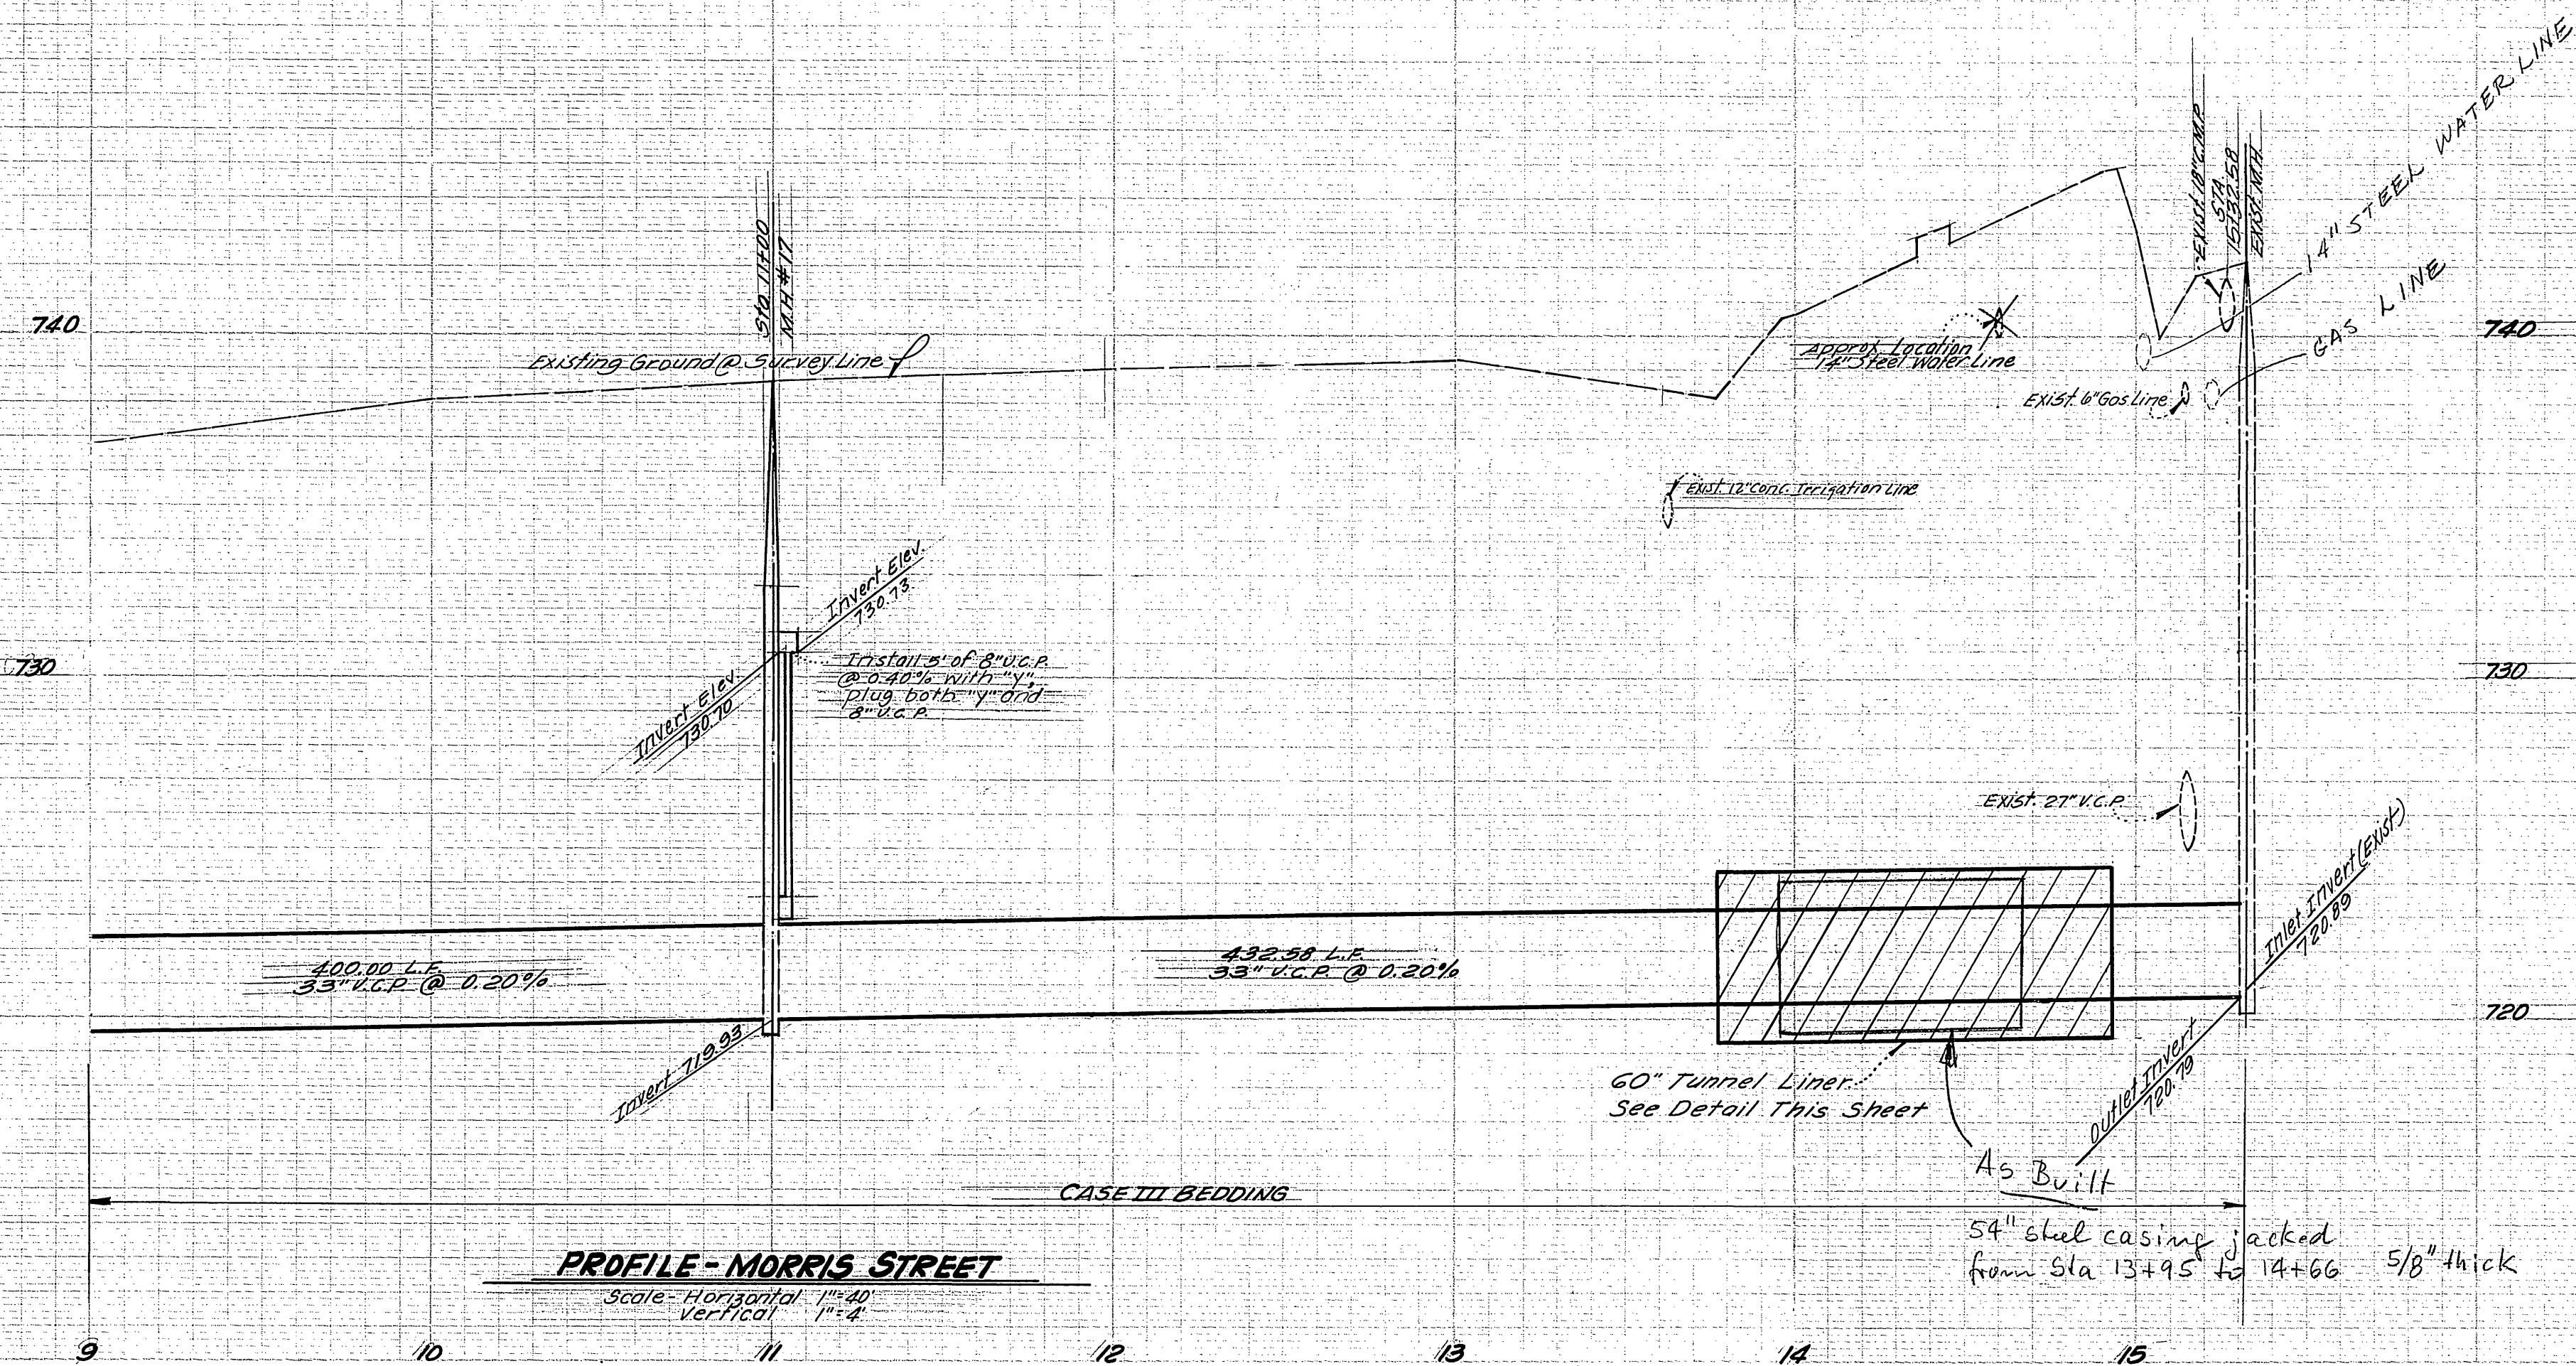 EXIST. 18" C.M.P.
STA.
15+32.58
EXIST. M.H.
14" STEEL WATER LINE
GAS LINE
Sta. 11+00
M.H. #17
740
740
Existing Ground @ Survey Line
Approx. Location
14" Steel Water Line
Exist. 6" Gas Line
Exist. 12" Conc. Irrigation Line
Invert Elev.
730.73
Invert Elev.
730.70
Install 5' of 8" V.C.P.
@ 0.40% with "Y",
plug both "Y" and
8" V.C.P.
730
730
Exist. 27" V.C.P.
Inlet Invert (Exist)
720.89
400.00 L.F.
33" V.C.P. @ 0.20%
432.58 L.F.
33" V.C.P. @ 0.20%
720
Invert 719.93
60" Tunnel Liner
See Detail This Sheet
Outlet Invert
720.79
As Built
54" steel casing jacked
from Sta 13+95 to 14+66 5/8" thick
CASE III BEDDING
PROFILE - MORRIS STREET
Scale - Horizontal 1"=40'
Vertical 1"=4'
9 10 11 12 13 14 15